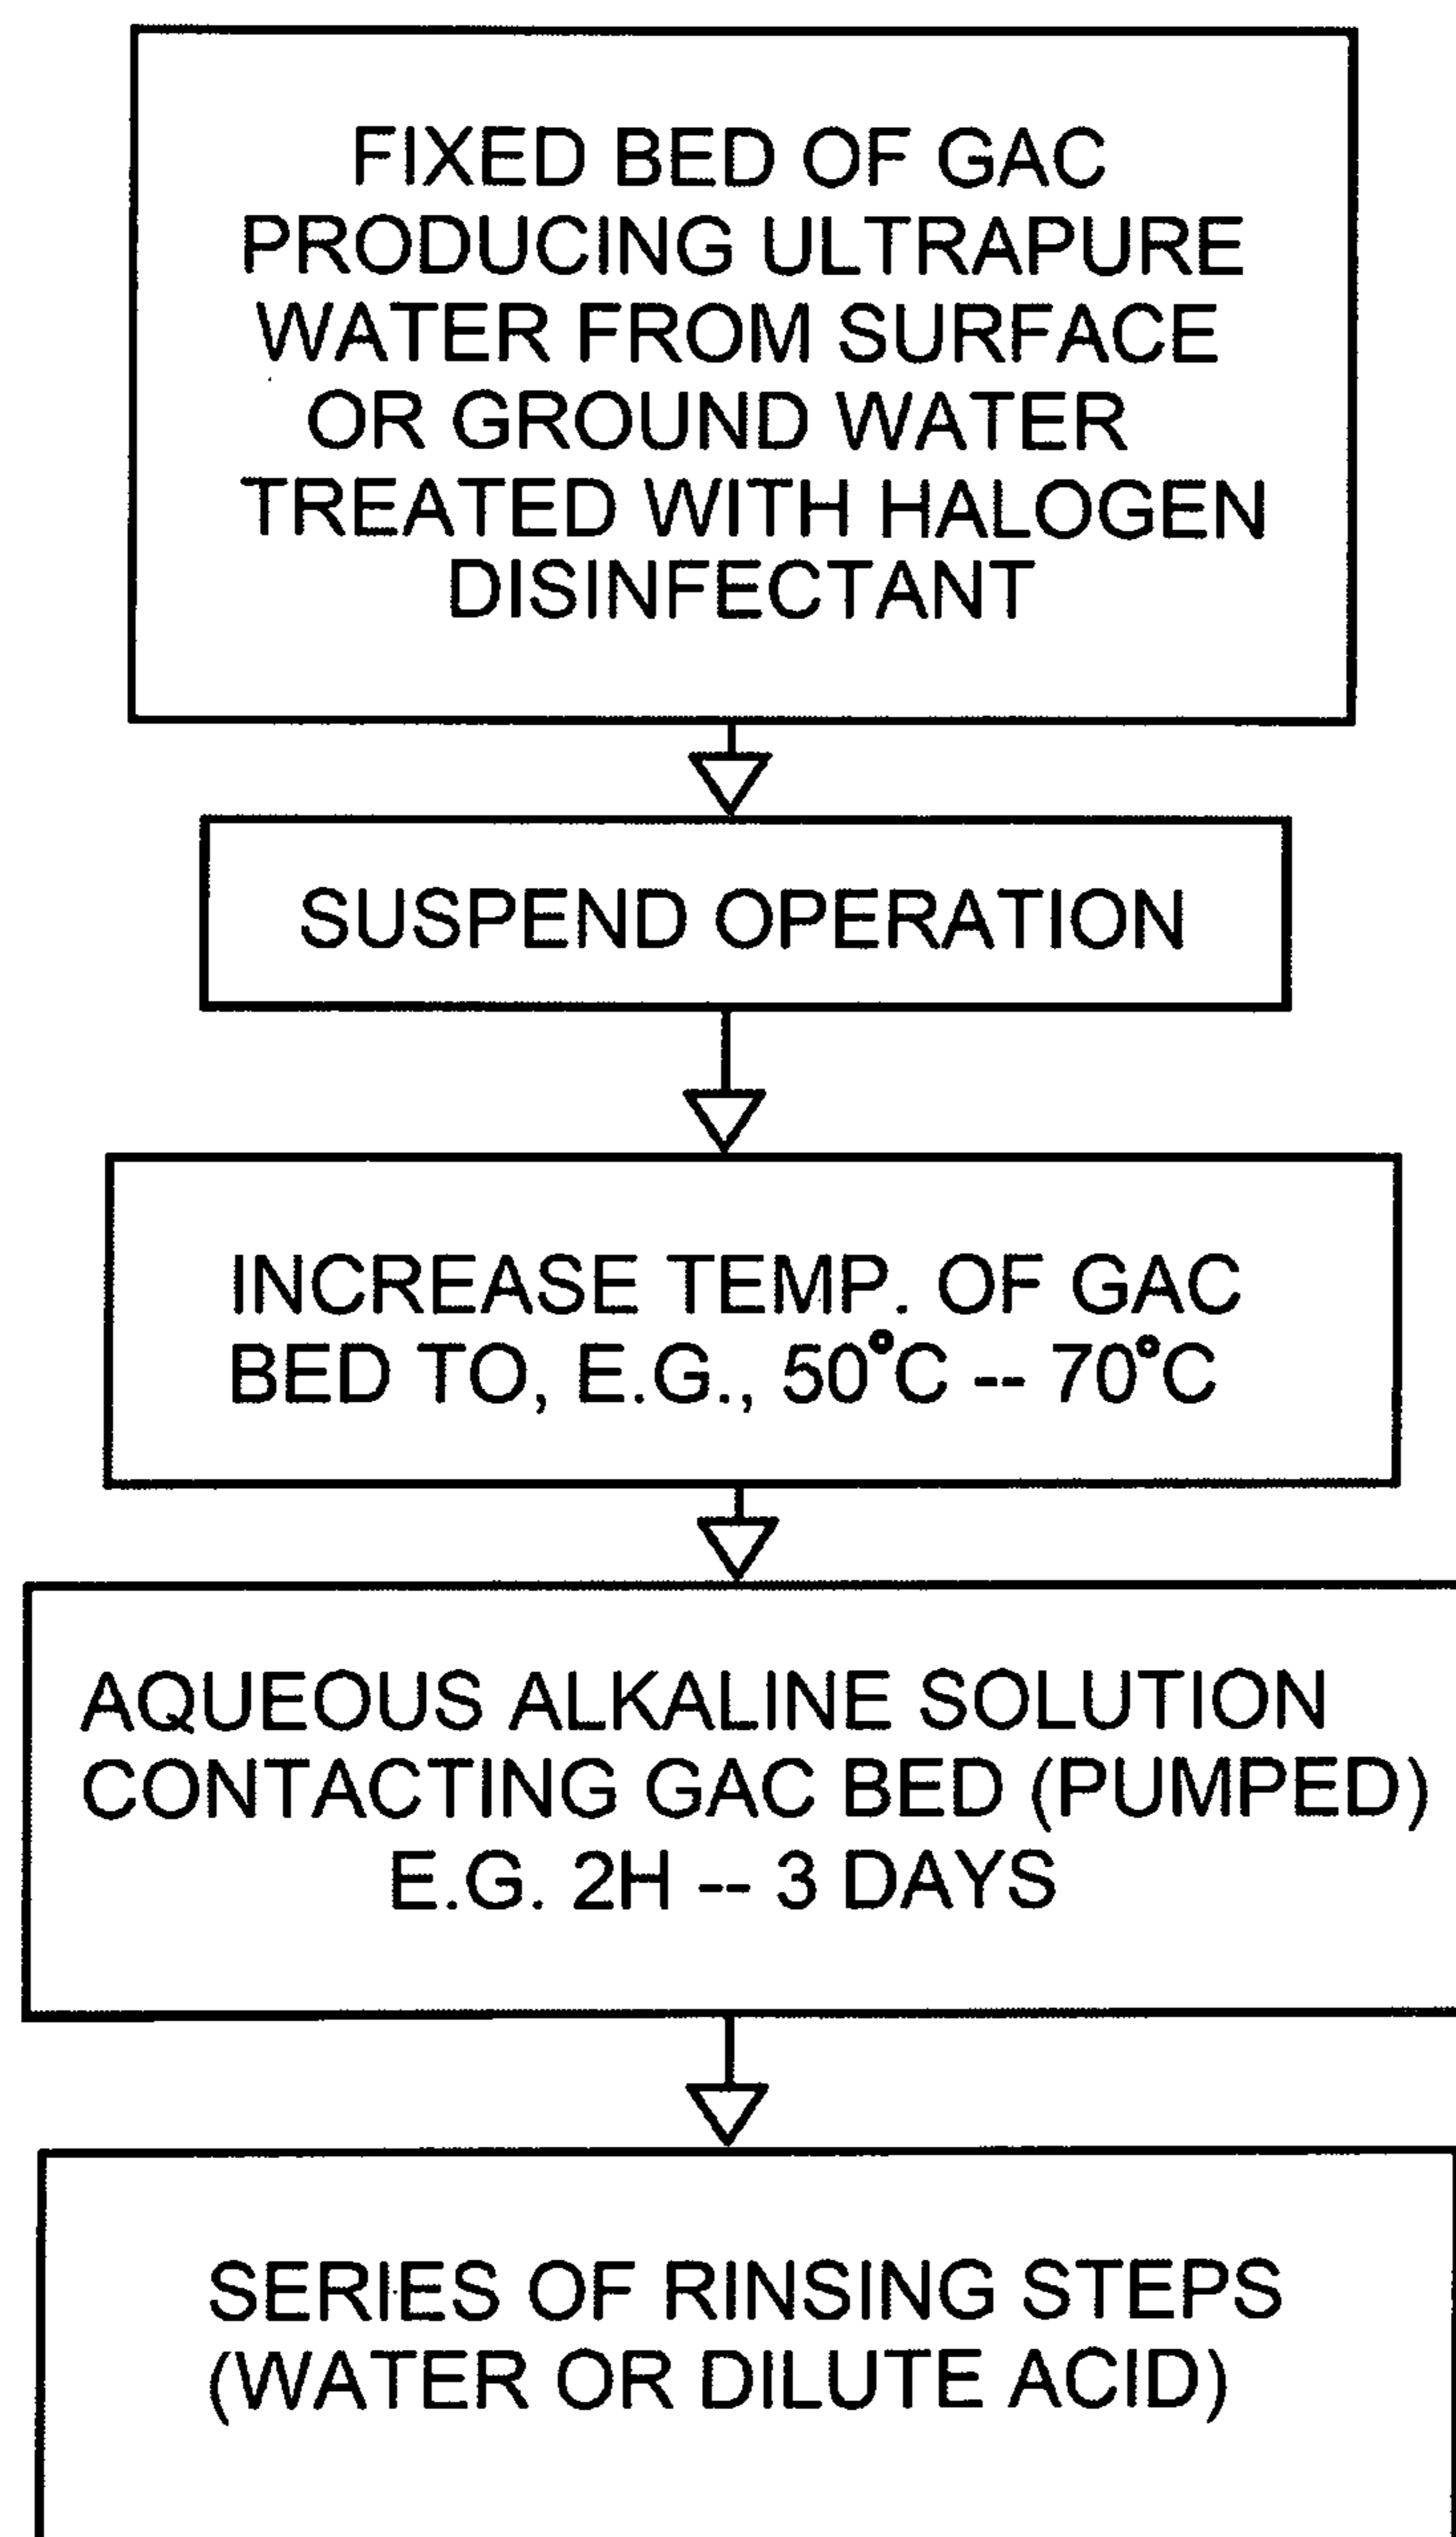 FIXED BED OF GAC
PRODUCING ULTRAPURE
WATER FROM SURFACE
OR GROUND WATER
TREATED WITH HALOGEN
DISINFECTANT
SUSPEND OPERATION
INCREASE TEMP. OF GAC
BED TO, E.G., 50°C -- 70°C
AQUEOUS ALKALINE SOLUTION
CONTACTING GAC BED (PUMPED)
E.G. 2H -- 3 DAYS
SERIES OF RINSING STEPS
(WATER OR DILUTE ACID)